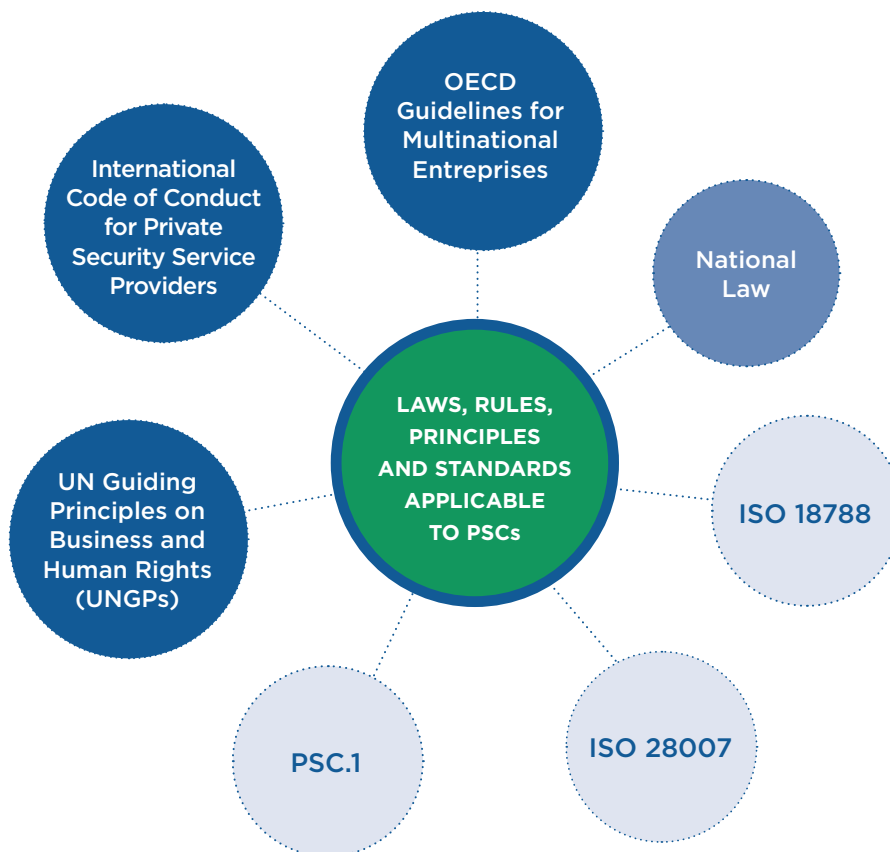 OECD
Guidelines for
Multinational
Entreprises
International
Code of Conduct
for Private
Security Service
Providers
National
Law
LAWS, RULES,
PRINCIPLES
AND STANDARDS
APPLICABLE
TO PSCs
UN Guiding
Principles on
Business and
Human Rights
(UNGPs)
ISO 18788
PSC.1
ISO 28007